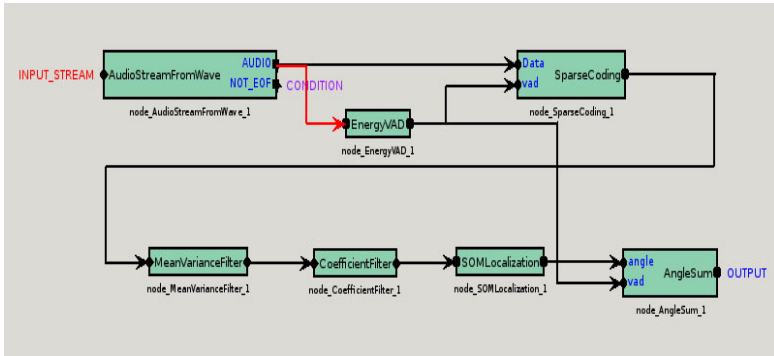 INPUT_STREAM
AudioStreamFromWave
AUDIO
NOT_EOF
CONDITION
node_AudioStreamFromWave_1
Data
vad
SparseCoding
node_SparseCoding_1
EnergyVAD
node_EnergyVAD_1
MeanVarianceFilter
node_MeanVarianceFilter_1
CoefficientFilter
node_CoefficientFilter_1
SOMLocalization
node_SOMLocalization_1
angle
vad
AngleSum
OUTPUT
node_AngleSum_1